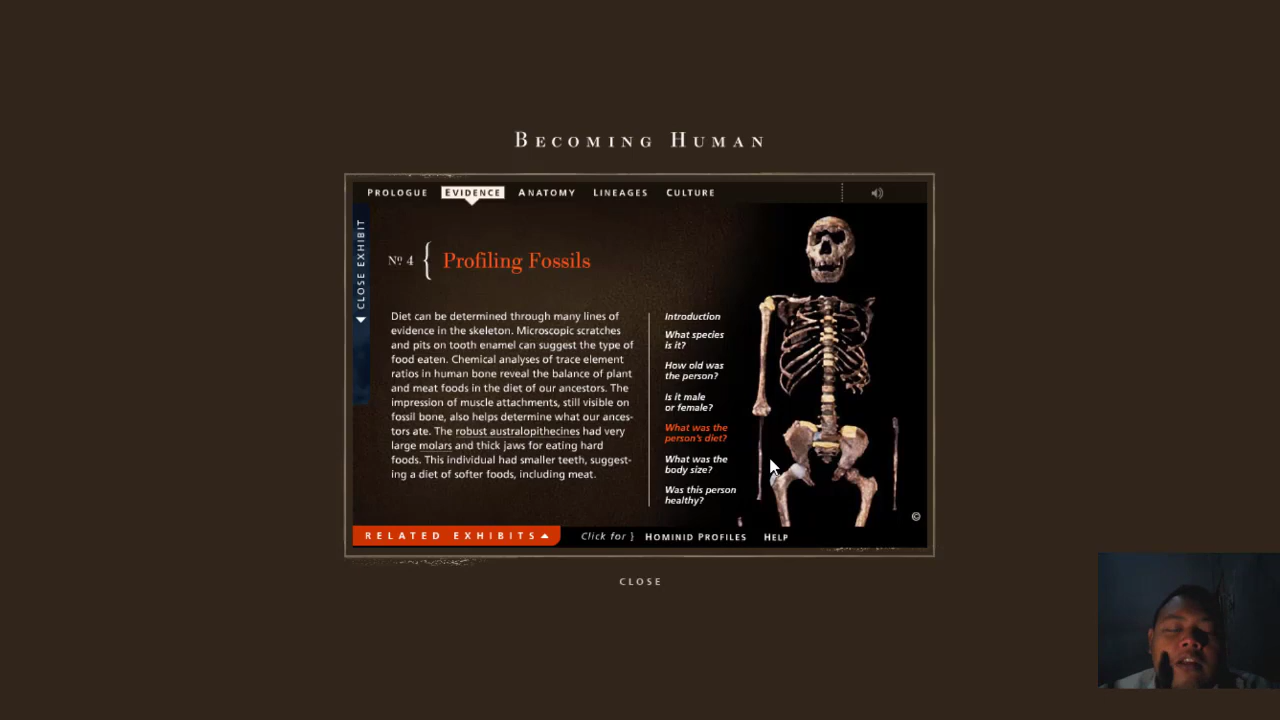 BECOMING HUMAN
PROLOGUE EVIDENCE ANATOMY LINEAGES CULTURE
CLOSE EXHIBIT
Nº 4 { Profiling Fossils
Diet can be determined through many lines of
evidence in the skeleton. Microscopic scratches
and pits on tooth enamel can suggest the type of
food eaten. Chemical analyses of trace element
ratios in human bone reveal the balance of plant
and meat foods in the diet of our ancestors. The
impression of muscle attachments, still visible on
fossil bone, also helps determine what our ances-
tors ate. The robust australopithecines had very
large molars and thick jaws for eating hard
foods. This individual had smaller teeth, suggest-
ing a diet of softer foods, including meat.
Introduction
What species
is it?
How old was
the person?
Is it male
or female?
What was the
person's diet?
What was the
body size?
Was this person
healthy?
©
RELATED EXHIBITS Click for } HOMINID PROFILES HELP
CLOSE